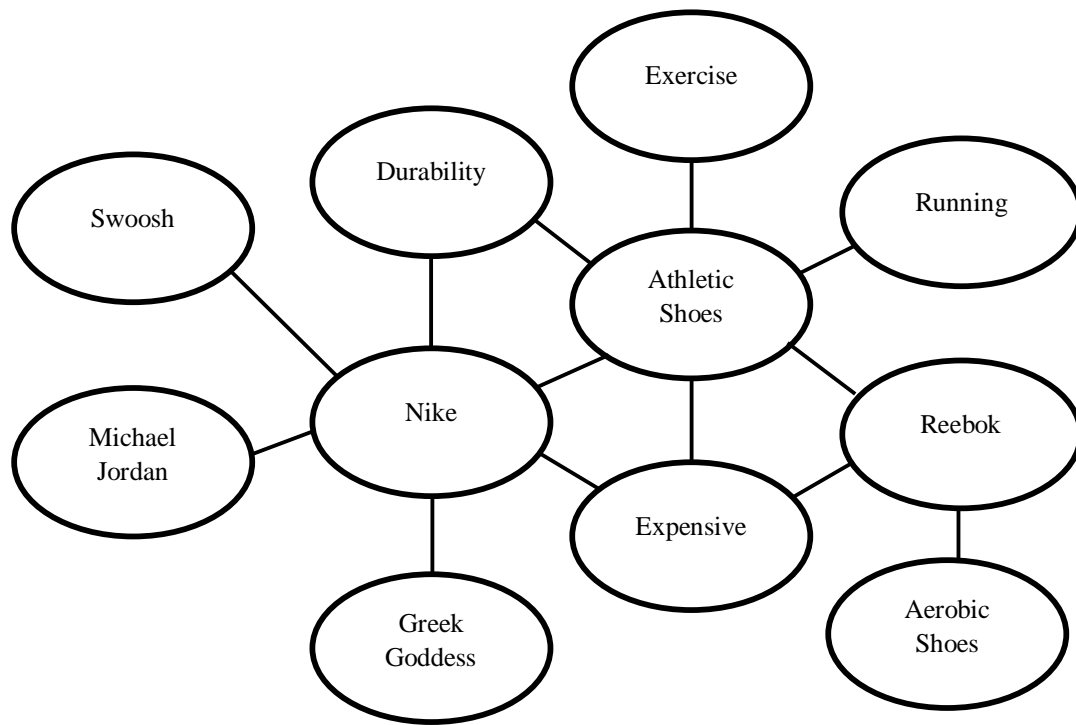 Exercise
Durability
Running
Swoosh
Athletic
Shoes
Nike
Reebok
Michael
Jordan
Expensive
Greek
Goddess
Aerobic
Shoes